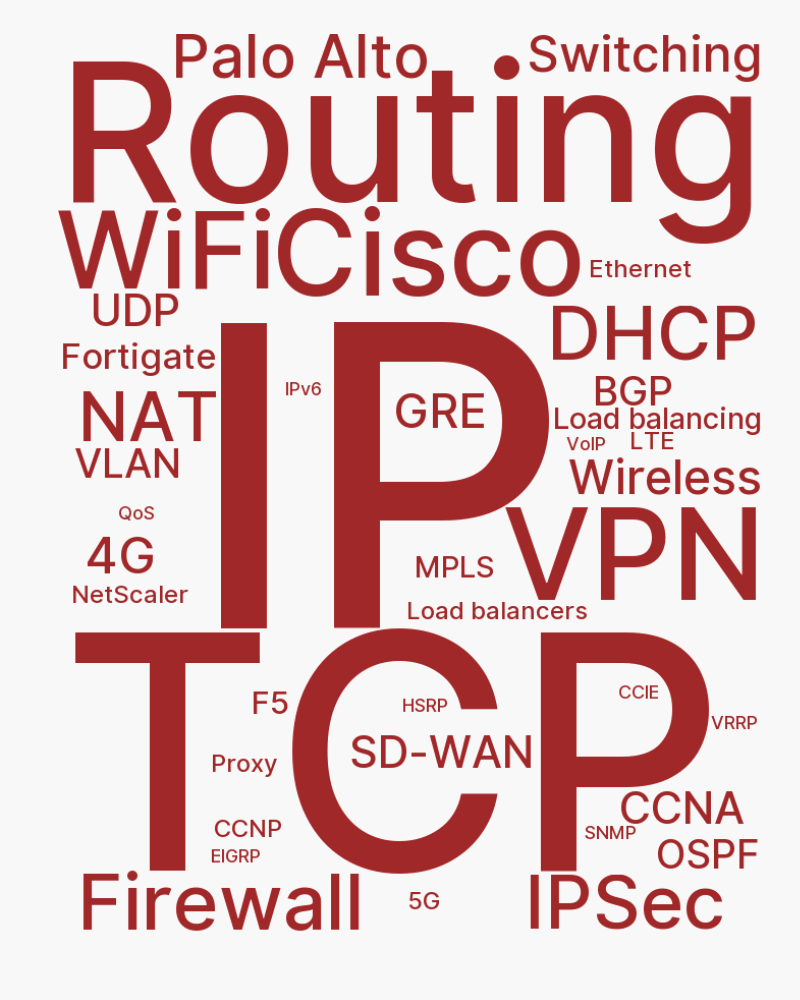 Palo Alto
Switching
Routing
WiFi
Cisco
Ethernet
UDP
DHCP
Fortigate
IP
IPv6
GRE
BGP
NAT
Load balancing
VoIP
LTE
VLAN
Wireless
QoS
VPN
4G
MPLS
NetScaler
Load balancers
TCP
F5
HSRP
CCIE
VRRP
SD-WAN
Proxy
CCNA
CCNP
SNMP
EIGRP
OSPF
Firewall
5G
IPSec